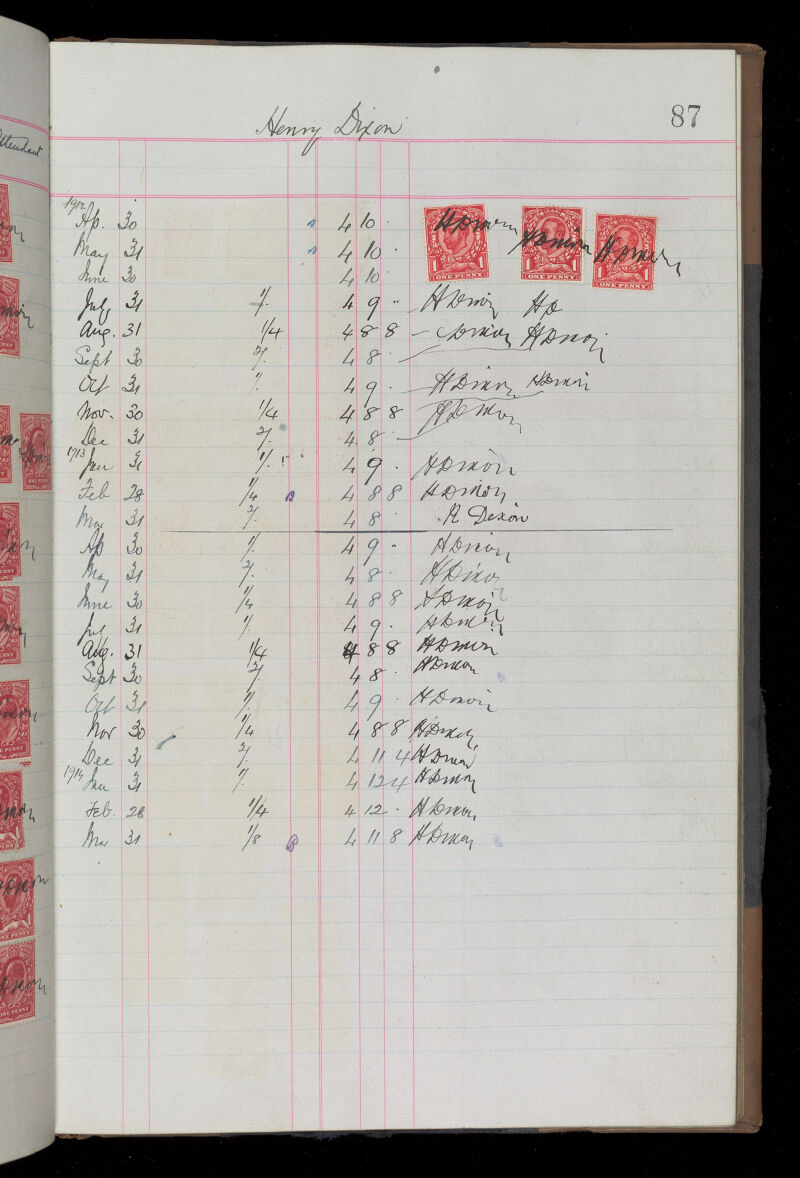 87
Henry Dixon
Attendant
1912
Ap. 30 4 10 · H Dixon
May 31 4 10 · H Dixon H Dixon
June 30 4 10 ·
1 ONE PENNY 1 1 ONE PENNY 1 1 ONE PENNY 1
July 31 1/. 4 9 " H Dixon HD
Aug. 31 1/4 4 8 8 - Dixon H Dixon
Sept 30 2/. 4 8 ·
Oct 31 1/. 4 9 · - H Dixon H Dixon
Nov. 30 1/4 4 8 8 H Dixon
Dec 31 2/. 4 8 ·
1913
Jan 31 1/. 4 9 · H Dixon
Feb 28 1/4 4 8 8 H Dixon
Mar 31 2/. 4 8 · R Dixon
Ap 30 1/. 4 9 - H Dixon
May 31 2/. 4 8 · H Dixon
June 30 1/4 4 8 8 H Dixon
July 31 1/. 4 9 · H Dixon
Aug. 31 1/4 4 8 8 H Dixon
Sept 30 2/. 4 8 · H Dixon
Oct 31 1/. 4 9 · H Dixon
Nov 30 1/4 4 8 8 H Dixon
Dec 31 2/. 4 11 4 H Dixon
1914
Jan 31 1/. 4 12 4 H Dixon
Feb. 28 1/4 4 12 · H Dixon
Mar 31 1/8 4 11 8 H Dixon